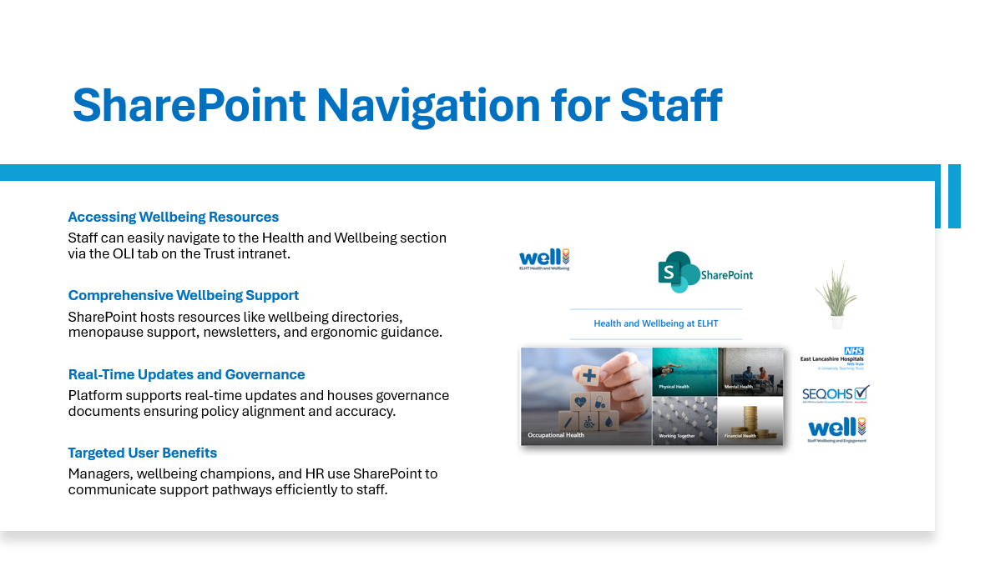 SharePoint Navigation for Staff
Accessing Wellbeing Resources
Staff can easily navigate to the Health and Wellbeing section
via the OLI tab on the Trust intranet.
Comprehensive Wellbeing Support
SharePoint hosts resources like wellbeing directories,
menopause support, newsletters, and ergonomic guidance.
Real-Time Updates and Governance
Platform supports real-time updates and houses governance
documents ensuring policy alignment and accuracy.
Targeted User Benefits
Managers, wellbeing champions, and HR use SharePoint to
communicate support pathways efficiently to staff.
well
ELHT Health and Wellbeing
S SharePoint
Health and Wellbeing at ELHT
Occupational Health
Physical Health
Mental Health
Working Together
Financial Health
NHS
East Lancashire Hospitals
NHS Trust
A University Teaching Trust
SEQOHS
well
Staff Wellbeing and Engagement